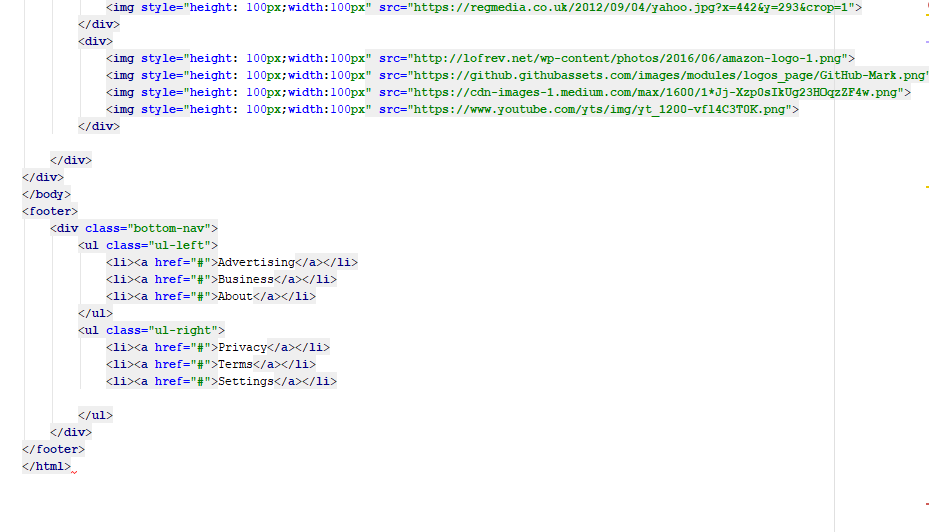 <img style="height: 100px;width:100px" src="https://regmedia.co.uk/2012/09/04/yahoo.jpg?x=442&y=293&crop=1">
</div>
<div>
<img style="height: 100px;width:100px" src="http://lofrev.net/wp-content/photos/2016/06/amazon-logo-1.png">
<img style="height: 100px;width:100px" src="https://github.githubassets.com/images/modules/logos_page/GitHub-Mark.png"
<img style="height: 100px;width:100px" src="https://cdn-images-1.medium.com/max/1600/1*Jj-Xzp0sIkUg23HOqzZF4w.png">
<img style="height: 100px;width:100px" src="https://www.youtube.com/yts/img/yt_1200-vfl4C3T0K.png">
</div>
</div>
</div>
</body>
<footer>
<div class="bottom-nav">
<ul class="ul-left">
<li><a href="#">Advertising</a></li>
<li><a href="#">Business</a></li>
<li><a href="#">About</a></li>
</ul>
<ul class="ul-right">
<li><a href="#">Privacy</a></li>
<li><a href="#">Terms</a></li>
<li><a href="#">Settings</a></li>
</ul>
</div>
</footer>
</html>